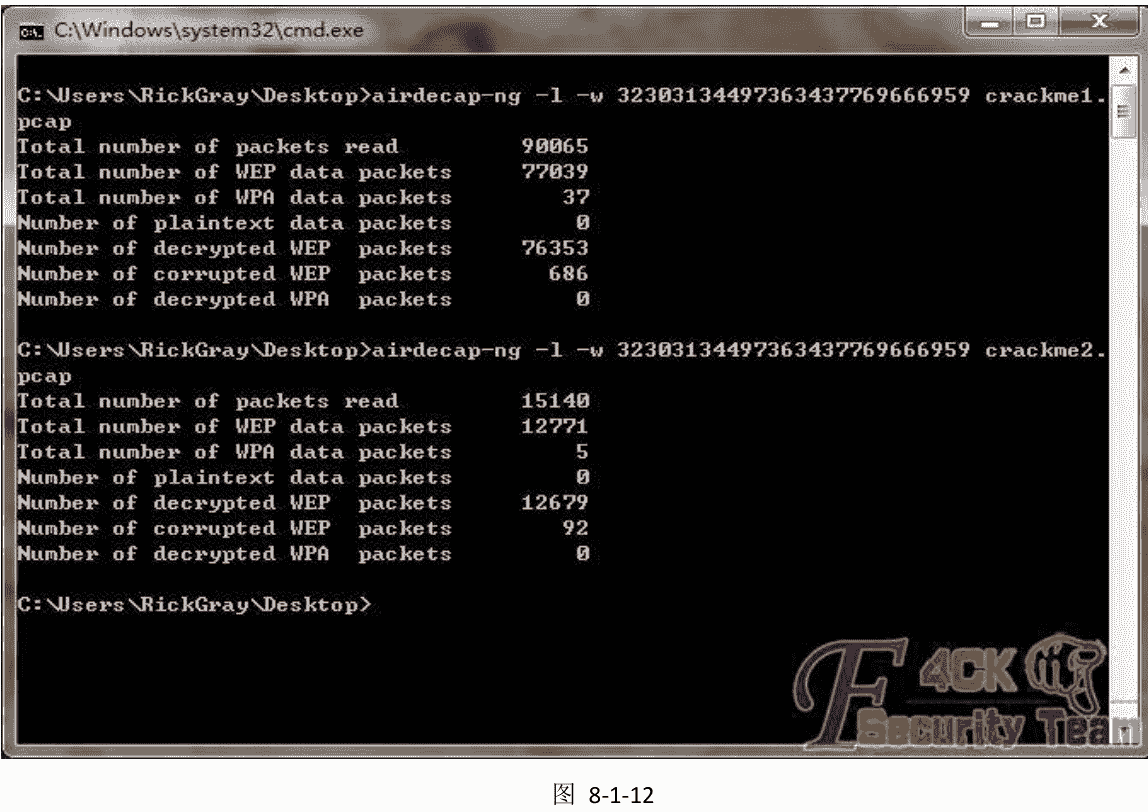 C:\Windows\system32\cmd.exe
C:\Users\RickGray\Desktop>airdecap-ng -l -w 32303134497363437769666959 crackme1.
pcap
Total number of packets read 90065
Total number of WEP data packets 77039
Total number of WPA data packets 37
Number of plaintext data packets 0
Number of decrypted WEP packets 76353
Number of corrupted WEP packets 686
Number of decrypted WPA packets 0
C:\Users\RickGray\Desktop>airdecap-ng -l -w 32303134497363437769666959 crackme2.
pcap
Total number of packets read 15140
Total number of WEP data packets 12771
Total number of WPA data packets 5
Number of plaintext data packets 0
Number of decrypted WEP packets 12679
Number of corrupted WEP packets 92
Number of decrypted WPA packets 0
C:\Users\RickGray\Desktop>
F4CK
Security Team
图 8-1-12